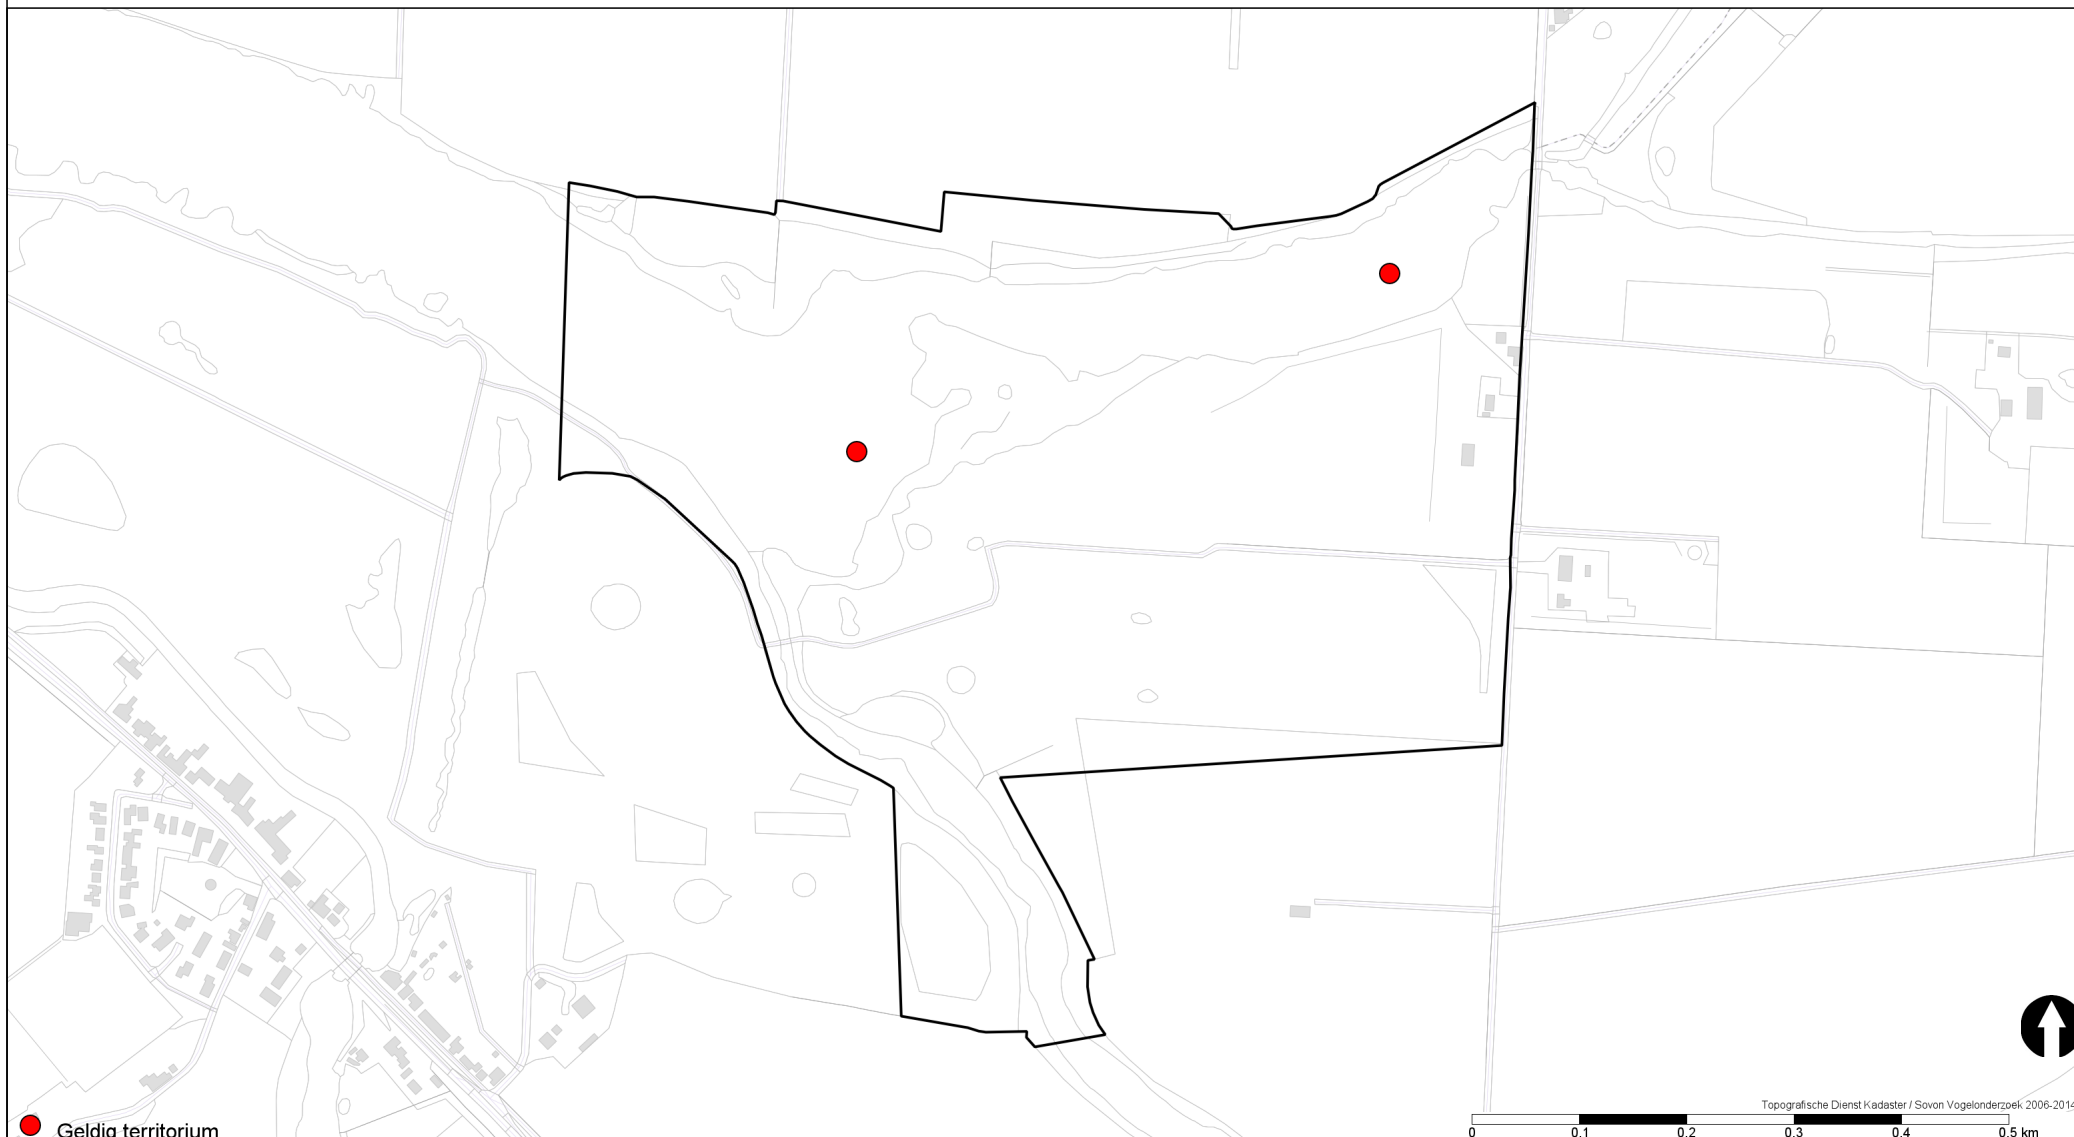 Topografische Dienst Kadaster / Sovon Vogelonderzoek 2006-2014
0 0.1 0.2 0.3 0.4 0.5 km
Geldig territorium